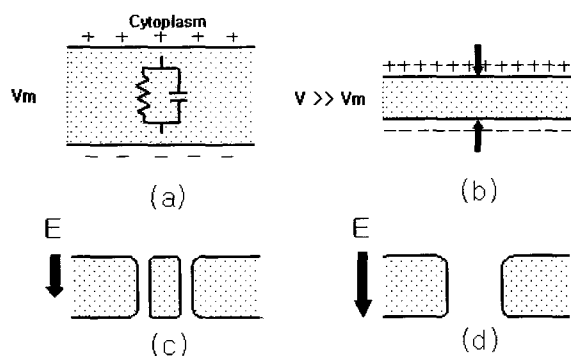 Cytoplasm
+ + + + +
Vm
_ _ _ _ _
(a)
++++++++++++
V >> Vm
_ _ _ _ _ _ _ _
(b)
E
(c)
E
(d)